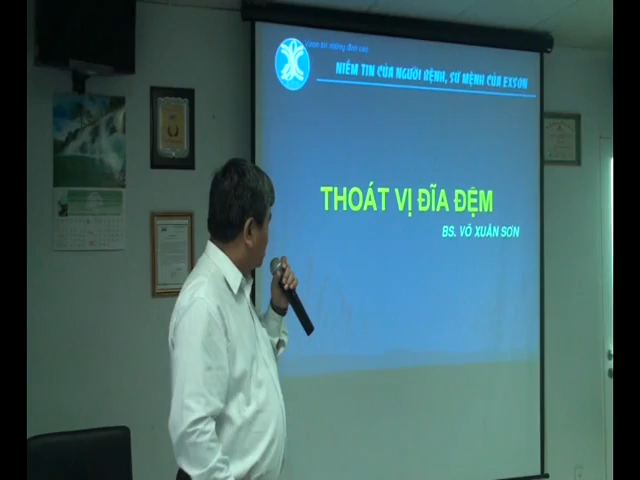 NIỀM TIN CỦA NGƯỜI BỆNH, SỨ MỆNH CỦA EXSON
THOÁT VỊ ĐĨA ĐỆM
BS. VÕ XUÂN SƠN